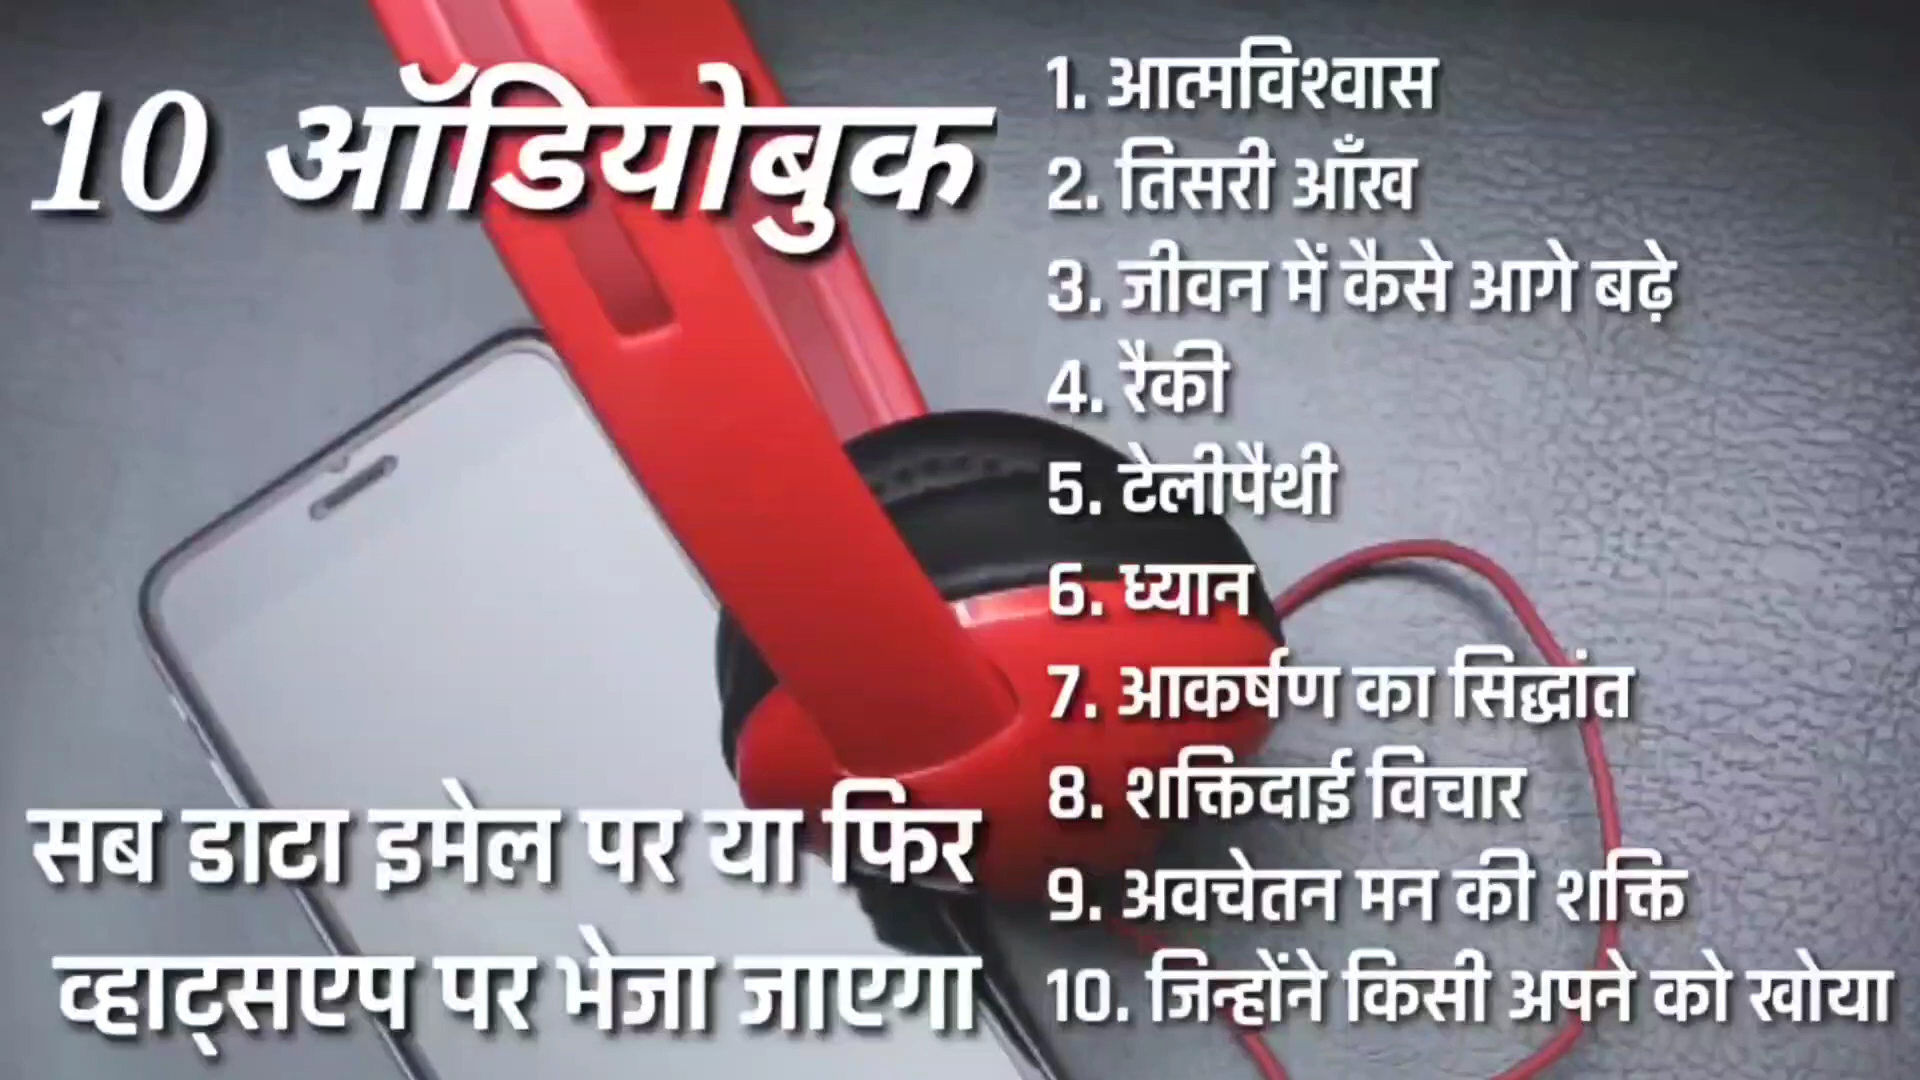 10 ऑडियोबुक
सब डाटा इमेल पर या फिर
व्हाट्सएप पर भेजा जाएगा
1. आत्मविश्वास
2. तिसरी आँख
3. जीवन में कैसे आगे बढ़े
4. रैकी
5. टेलीपैथी
6. ध्यान
7. आकर्षण का सिद्धांत
8. शक्तिदाई विचार
9. अवचेतन मन की शक्ति
10. जिन्होंने किसी अपने को खोया